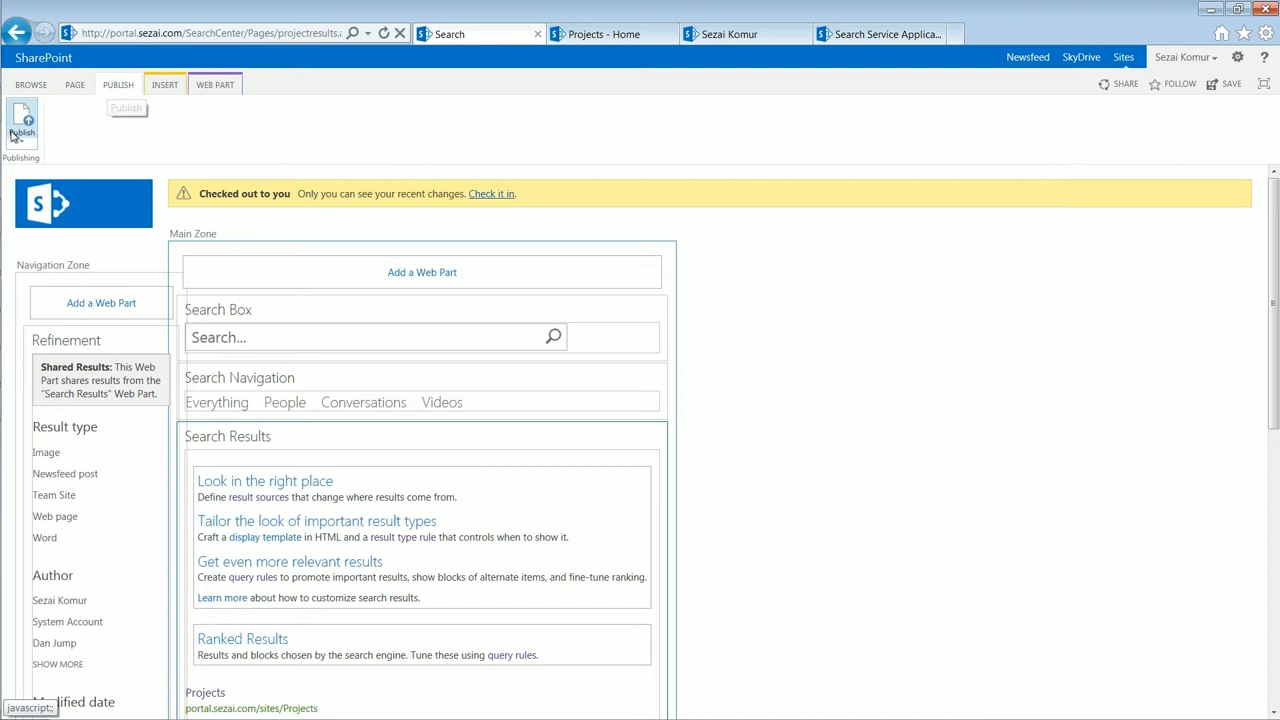 http://portal.sezai.com/SearchCenter/Pages/projectresults.a
Search
Projects - Home
Sezai Komur
Search Service Applica...
SharePoint
Newsfeed
SkyDrive
Sites
Sezai Komur
?
BROWSE
PAGE
PUBLISH
INSERT
WEB PART
SHARE
FOLLOW
SAVE
Publish
Publish
Publishing
S
Checked out to you Only you can see your recent changes. Check it in.
Main Zone
Navigation Zone
Add a Web Part
Add a Web Part
Search Box
Search...
Refinement
Shared Results: This Web
Part shares results from the
"Search Results" Web Part.
Search Navigation
Everything People Conversations Videos
Result type
Image
Newsfeed post
Team Site
Web page
Word
Author
Sezai Komur
System Account
Dan Jump
SHOW MORE
Modified date
Search Results
Look in the right place
Define result sources that change where results come from.
Tailor the look of important result types
Craft a display template in HTML and a result type rule that controls when to show it.
Get even more relevant results
Create query rules to promote important results, show blocks of alternate items, and fine-tune ranking.
Learn more about how to customize search results.
Ranked Results
Results and blocks chosen by the search engine. Tune these using query rules.
Projects
portal.sezai.com/sites/Projects
javascript:;